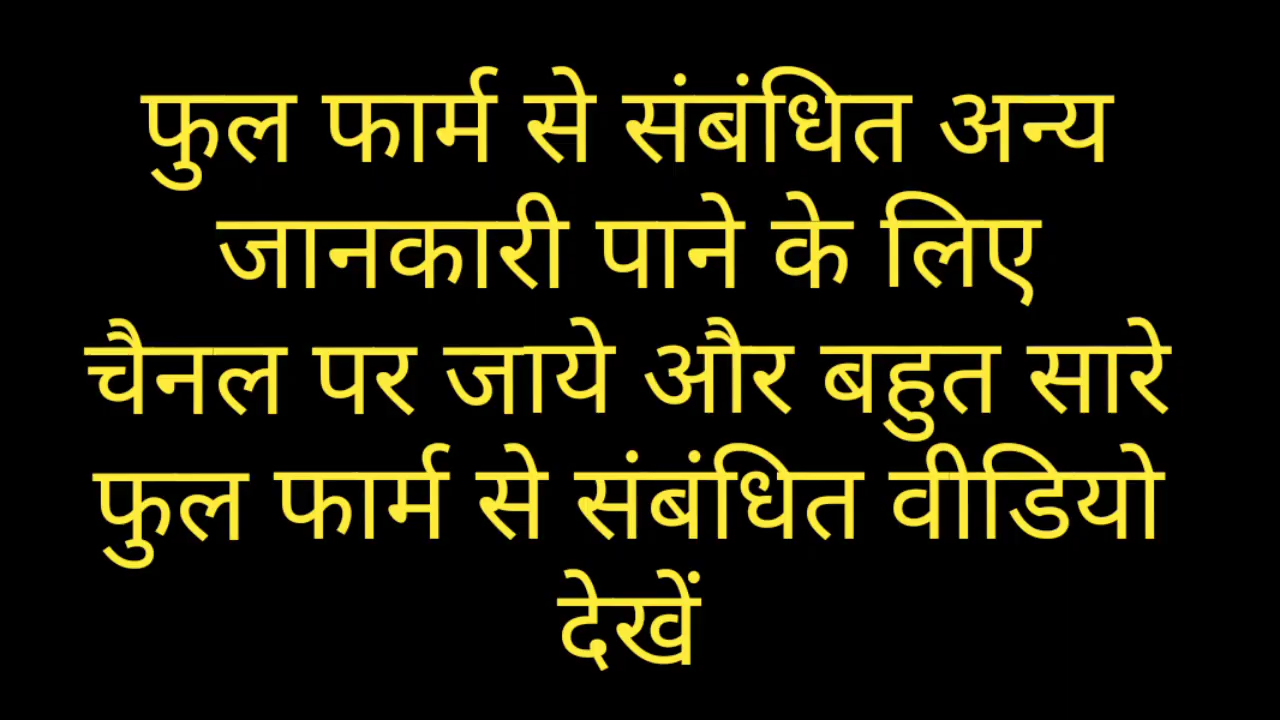 फुल फार्म से संबंधित अन्य
जानकारी पाने के लिए
चैनल पर जाये और बहुत सारे
फुल फार्म से संबंधित वीडियो
देखें